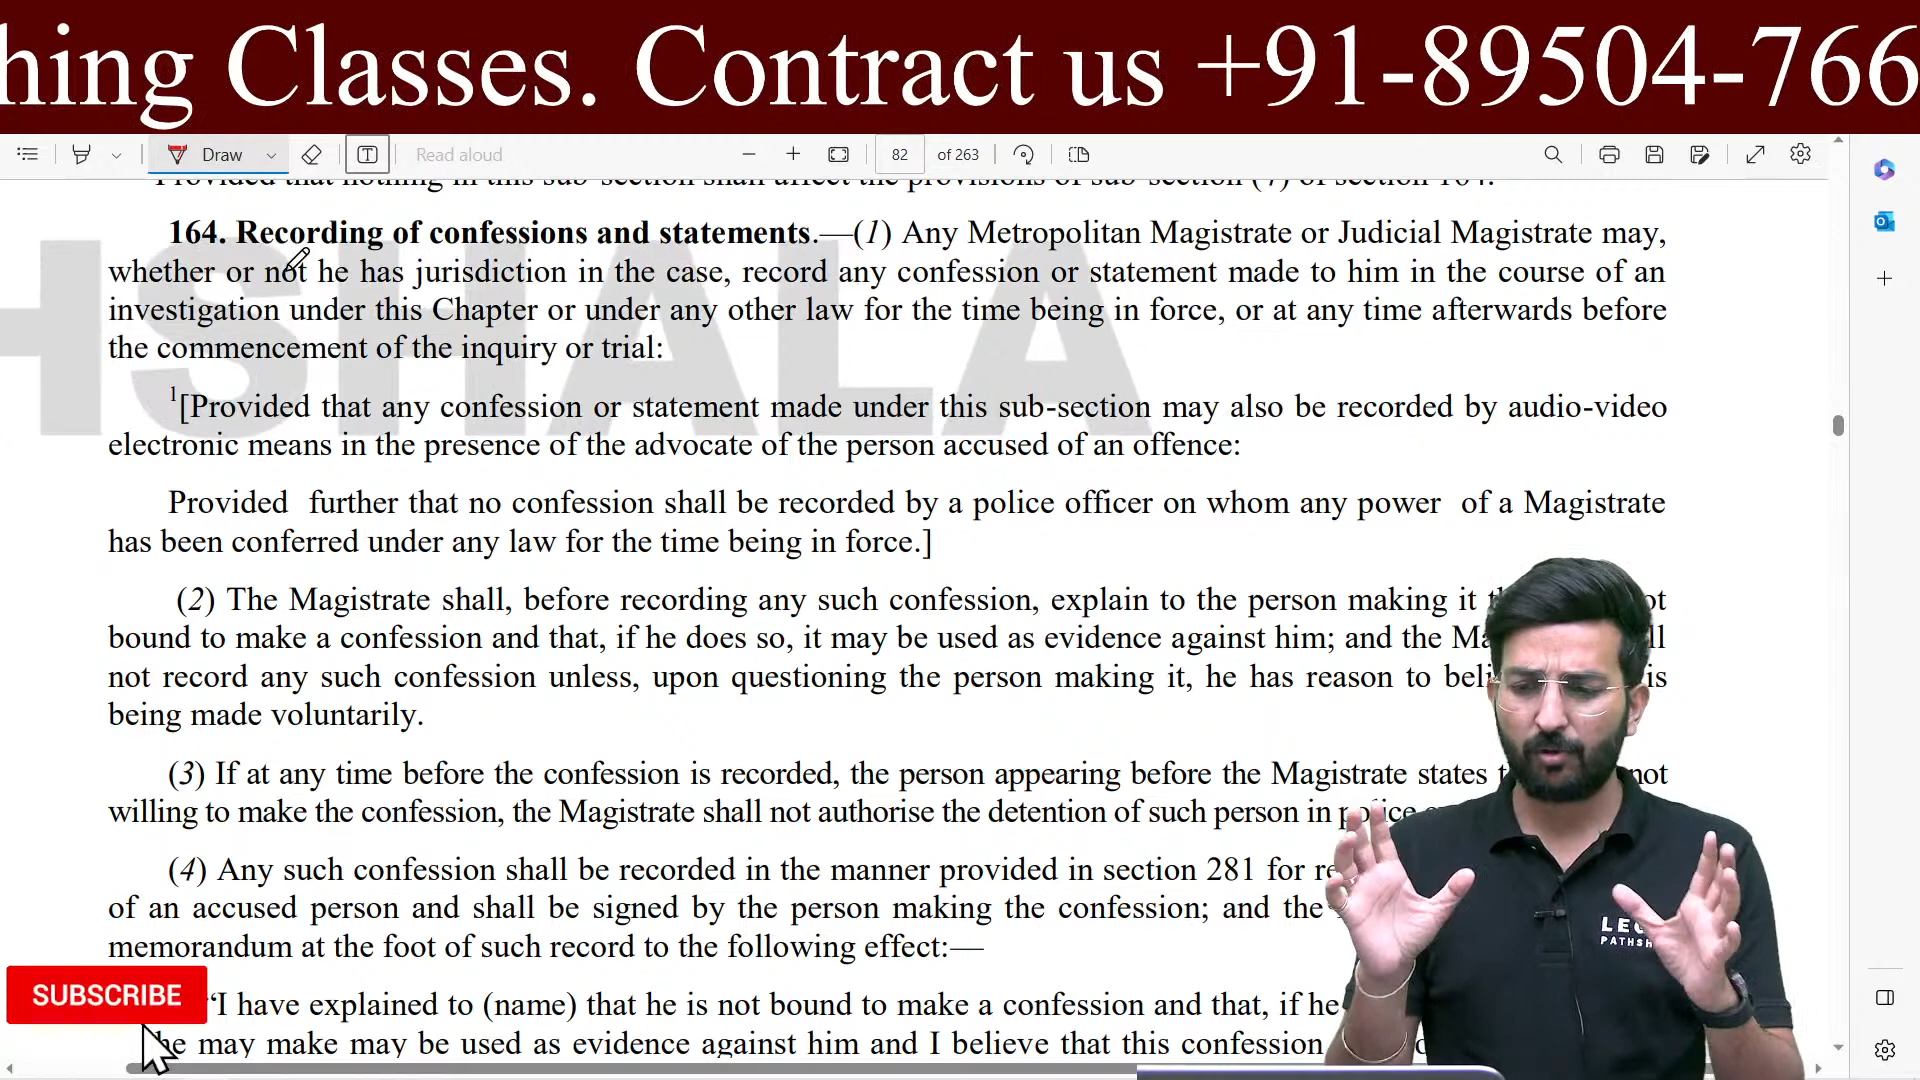 hing Classes. Contract us +91-89504-766
Draw
Read aloud
82
of 263
Provided that nothing in this sub-section shall affect the provisions of sub-section (7) of section 164.
164. Recording of confessions and statements.—(1) Any Metropolitan Magistrate or Judicial Magistrate may,
whether or not he has jurisdiction in the case, record any confession or statement made to him in the course of an
investigation under this Chapter or under any other law for the time being in force, or at any time afterwards before
the commencement of the inquiry or trial:
1[Provided that any confession or statement made under this sub-section may also be recorded by audio-video
electronic means in the presence of the advocate of the person accused of an offence:
Provided further that no confession shall be recorded by a police officer on whom any power of a Magistrate
has been conferred under any law for the time being in force.]
(2) The Magistrate shall, before recording any such confession, explain to the person making it
bound to make a confession and that, if he does so, it may be used as evidence against him; and the
not record any such confession unless, upon questioning the person making it, he has reason to is
being made voluntarily.
(3) If at any time before the confession is recorded, the person appearing before the Magistrate states not
willing to make the confession, the Magistrate shall not authorise the detention of such person in police
(4) Any such confession shall be recorded in the manner provided in section 281 for
of an accused person and shall be signed by the person making the confession; and the
memorandum at the foot of such record to the following effect:—
“I have explained to (name) that he is not bound to make a confession and that, if he
he may make may be used as evidence against him and I believe that this confession
HSHALA
SUBSCRIBE
PATHSH